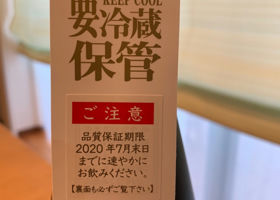 KEEP COOL
要冷蔵
保管
ご注意
品質保証期限
2020年7月末日
までに速やかに
お飲みください。
【裏面も必ずご覧下さい】